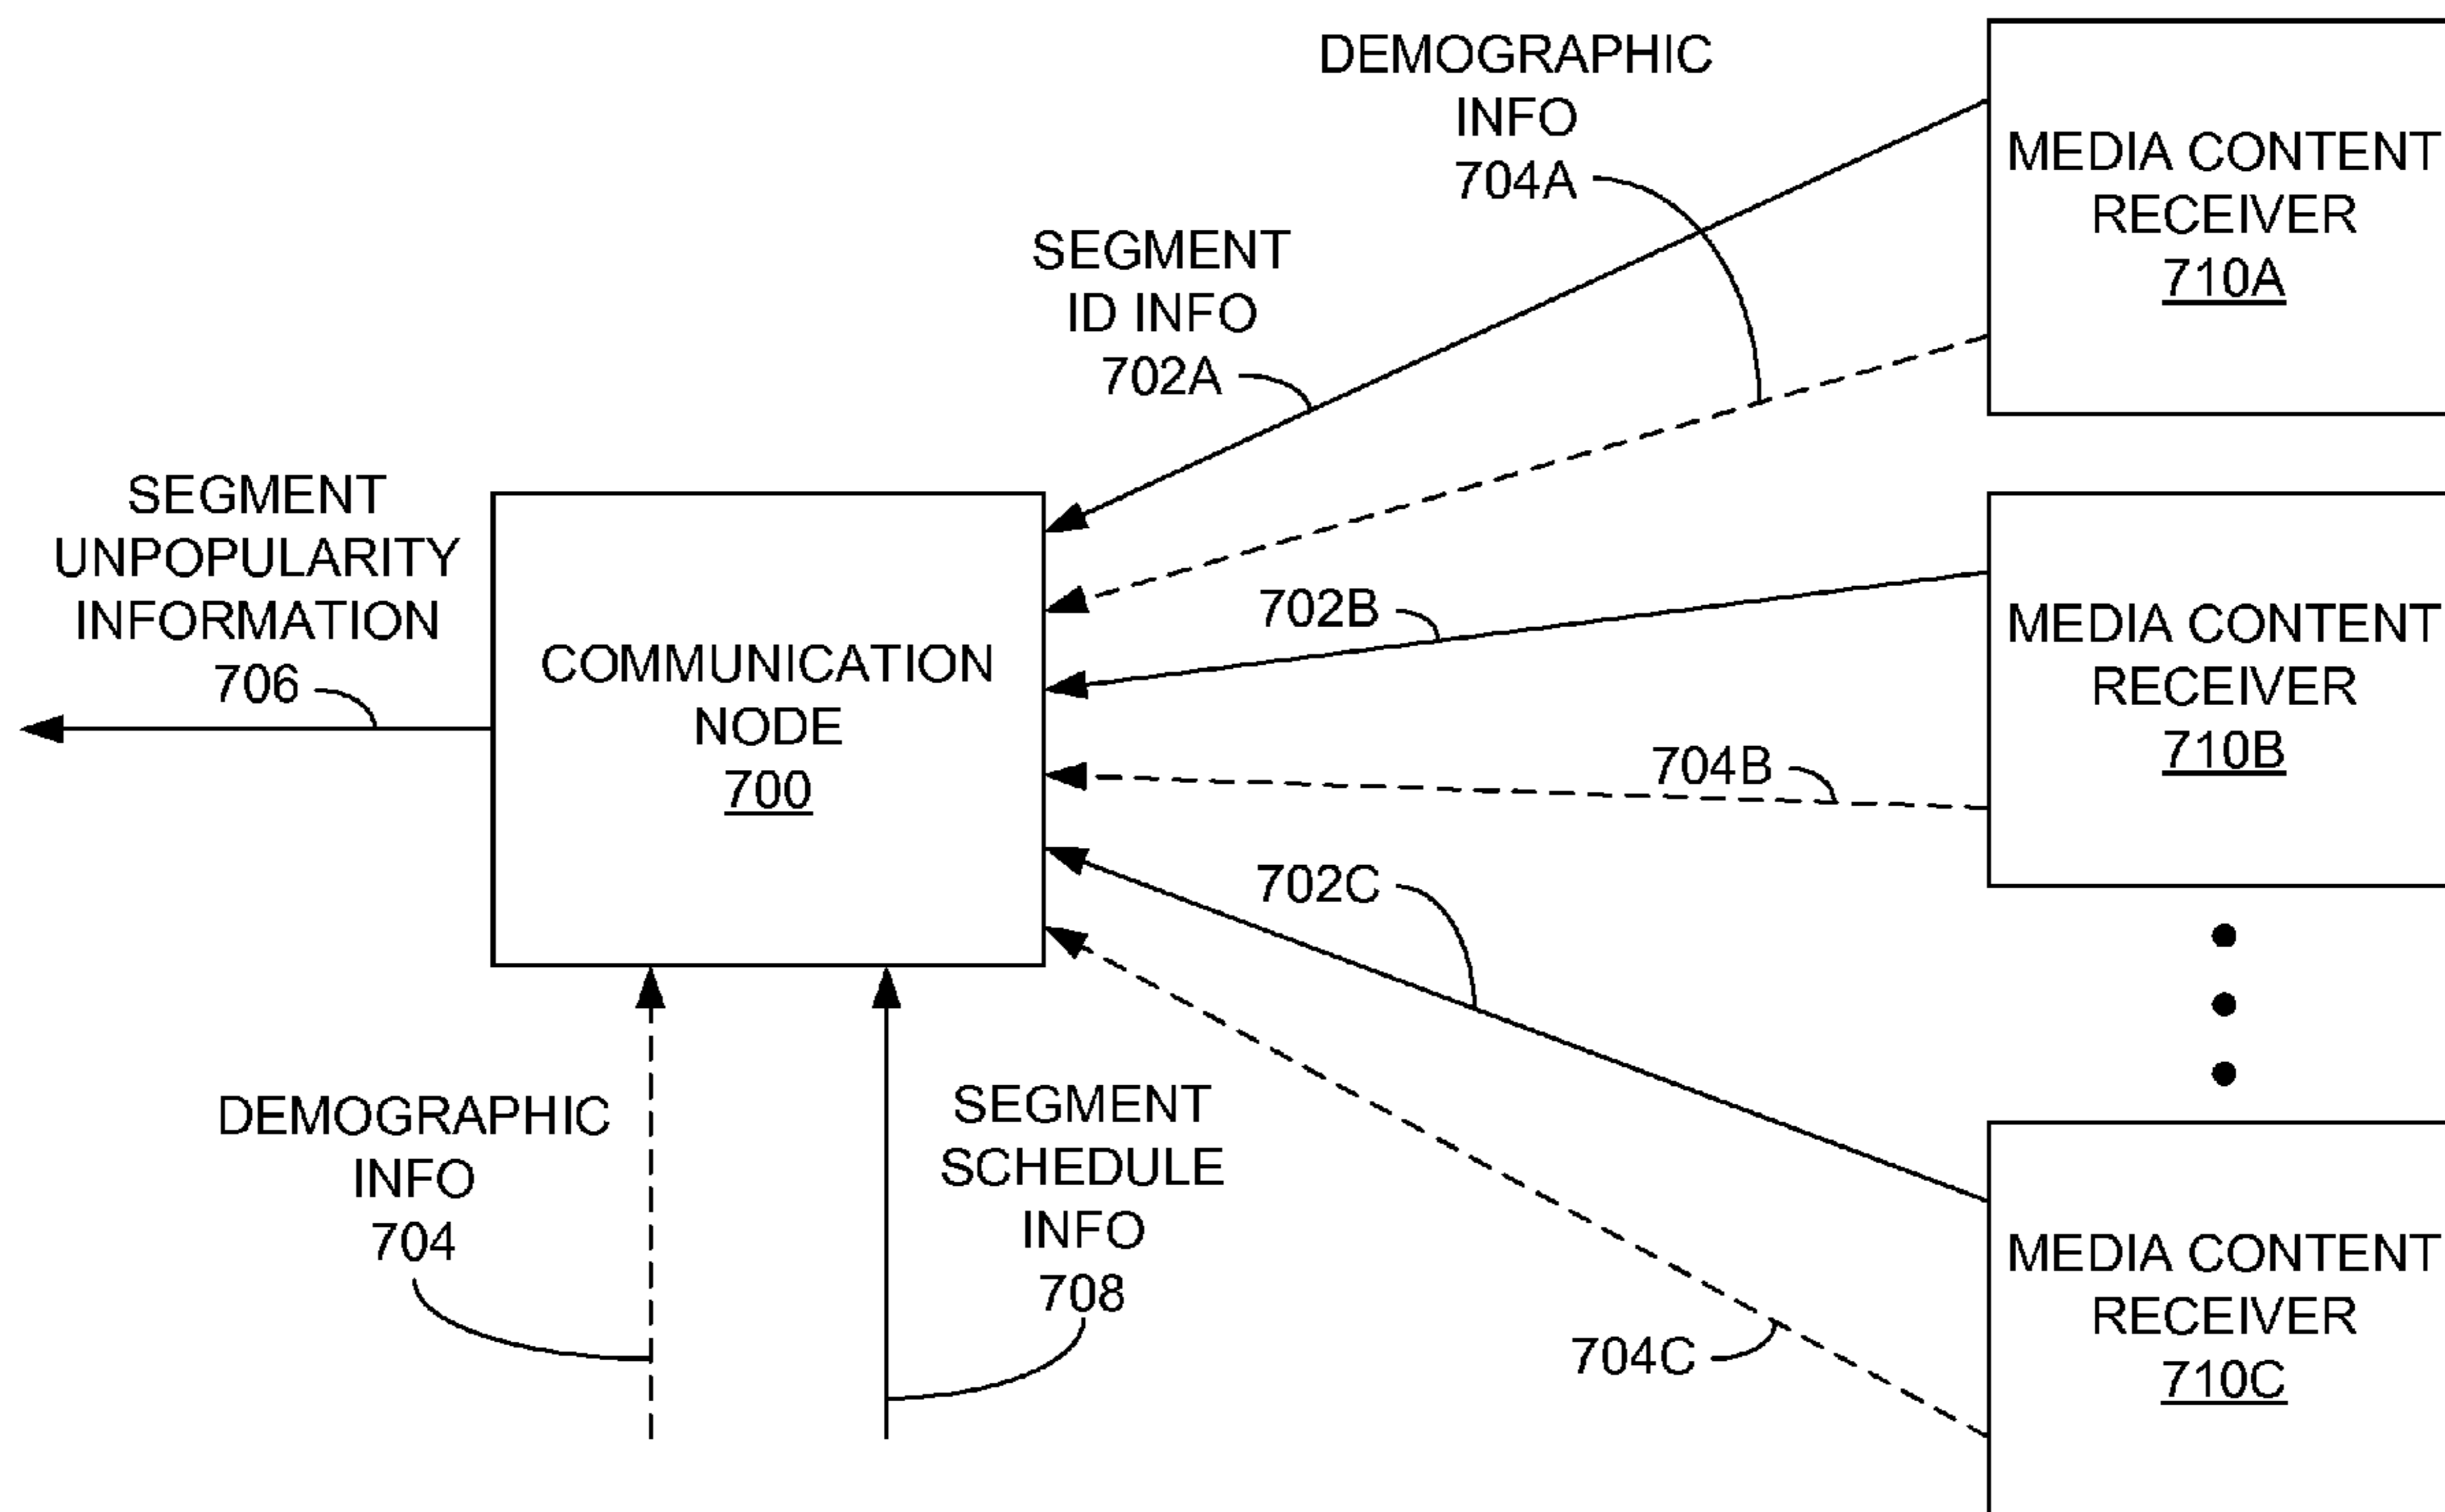 DEMOGRAPHIC
INFO
704A
MEDIA CONTENT
RECEIVER
710A
SEGMENT
ID INFO
702A
SEGMENT
UNPOPULARITY
INFORMATION
706
COMMUNICATION
NODE
700
702B
704B
MEDIA CONTENT
RECEIVER
710B
702C
DEMOGRAPHIC
INFO
704
SEGMENT
SCHEDULE
INFO
708
704C
MEDIA CONTENT
RECEIVER
710C